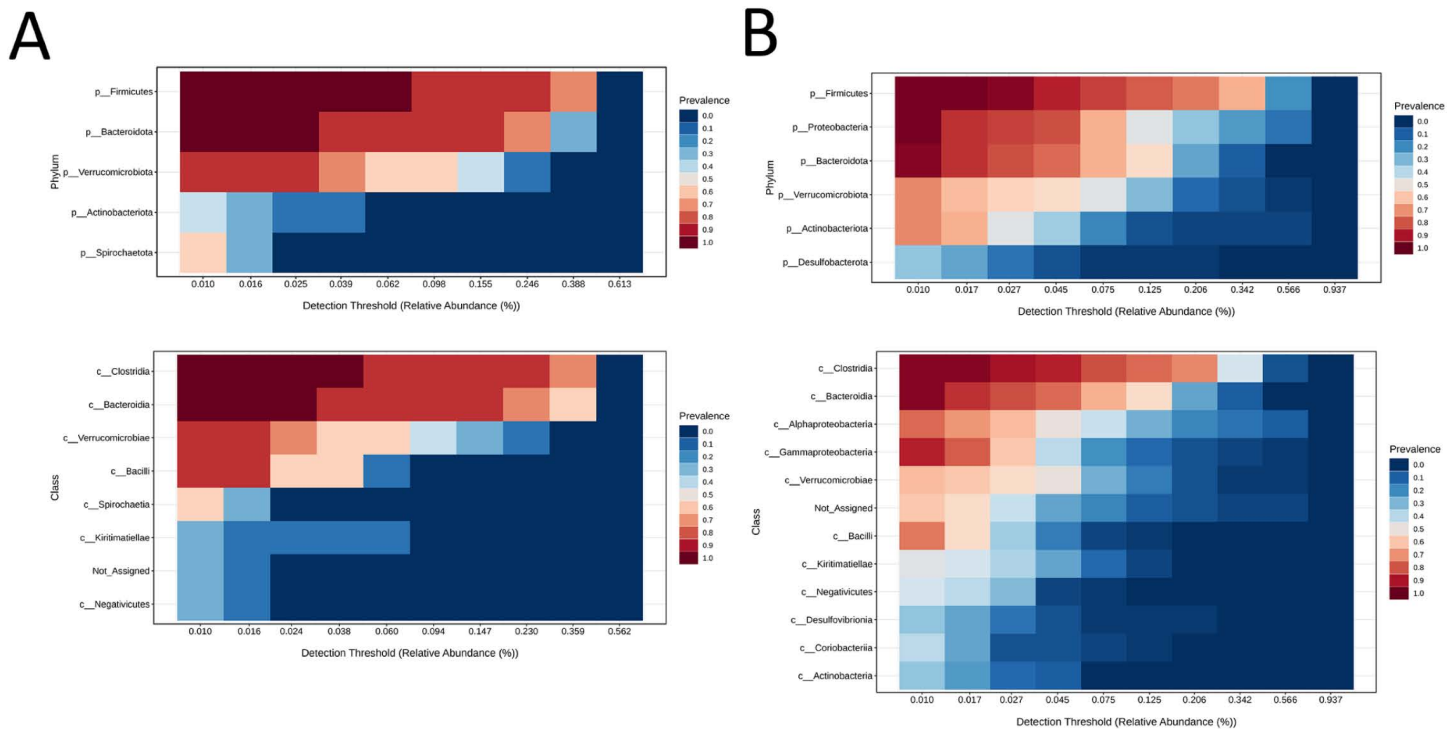 A
p__Firmicutes
p__Bacteroidota
p__Verrucomicrobiota
p__Actinobacteriota
p__Spirochaetota
Phylum
0.010 0.016 0.025 0.039 0.060 0.098 0.155 0.246 0.388 0.613
Detection Threshold (Relative Abundance (%))
Prevalence
0.0
0.1
0.2
0.3
0.4
0.5
0.6
0.7
0.8
0.9
1.0
c__Clostridia
c__Bacteroidia
c__Verrucomicrobiae
c__Bacilli
c__Spirochaetia
c__Kiritimatiellae
Not_Assigned
c__Negativicutes
Class
0.010 0.016 0.024 0.038 0.060 0.094 0.147 0.230 0.359 0.562
Detection Threshold (Relative Abundance (%))
Prevalence
0.0
0.1
0.2
0.3
0.4
0.5
0.6
0.7
0.8
0.9
1.0
B
p__Firmicutes
p__Proteobacteria
p__Bacteroidota
p__Verrucomicrobiota
p__Actinobacteriota
p__Desulfobacterota
Phylum
0.010 0.017 0.027 0.045 0.075 0.125 0.206 0.342 0.566 0.937
Detection Threshold (Relative Abundance (%))
Prevalence
0.0
0.1
0.2
0.3
0.4
0.5
0.6
0.7
0.8
0.9
1.0
c__Clostridia
c__Bacteroidia
c__Alphaproteobacteria
c__Gammaproteobacteria
c__Verrucomicrobiae
Not_Assigned
c__Bacilli
c__Kiritimatiellae
c__Negativicutes
c__Desulfovibrionia
c__Coriobacteriia
c__Actinobacteria
Class
0.010 0.017 0.027 0.045 0.075 0.125 0.206 0.342 0.566 0.937
Detection Threshold (Relative Abundance (%))
Prevalence
0.0
0.1
0.2
0.3
0.4
0.5
0.6
0.7
0.8
0.9
1.0